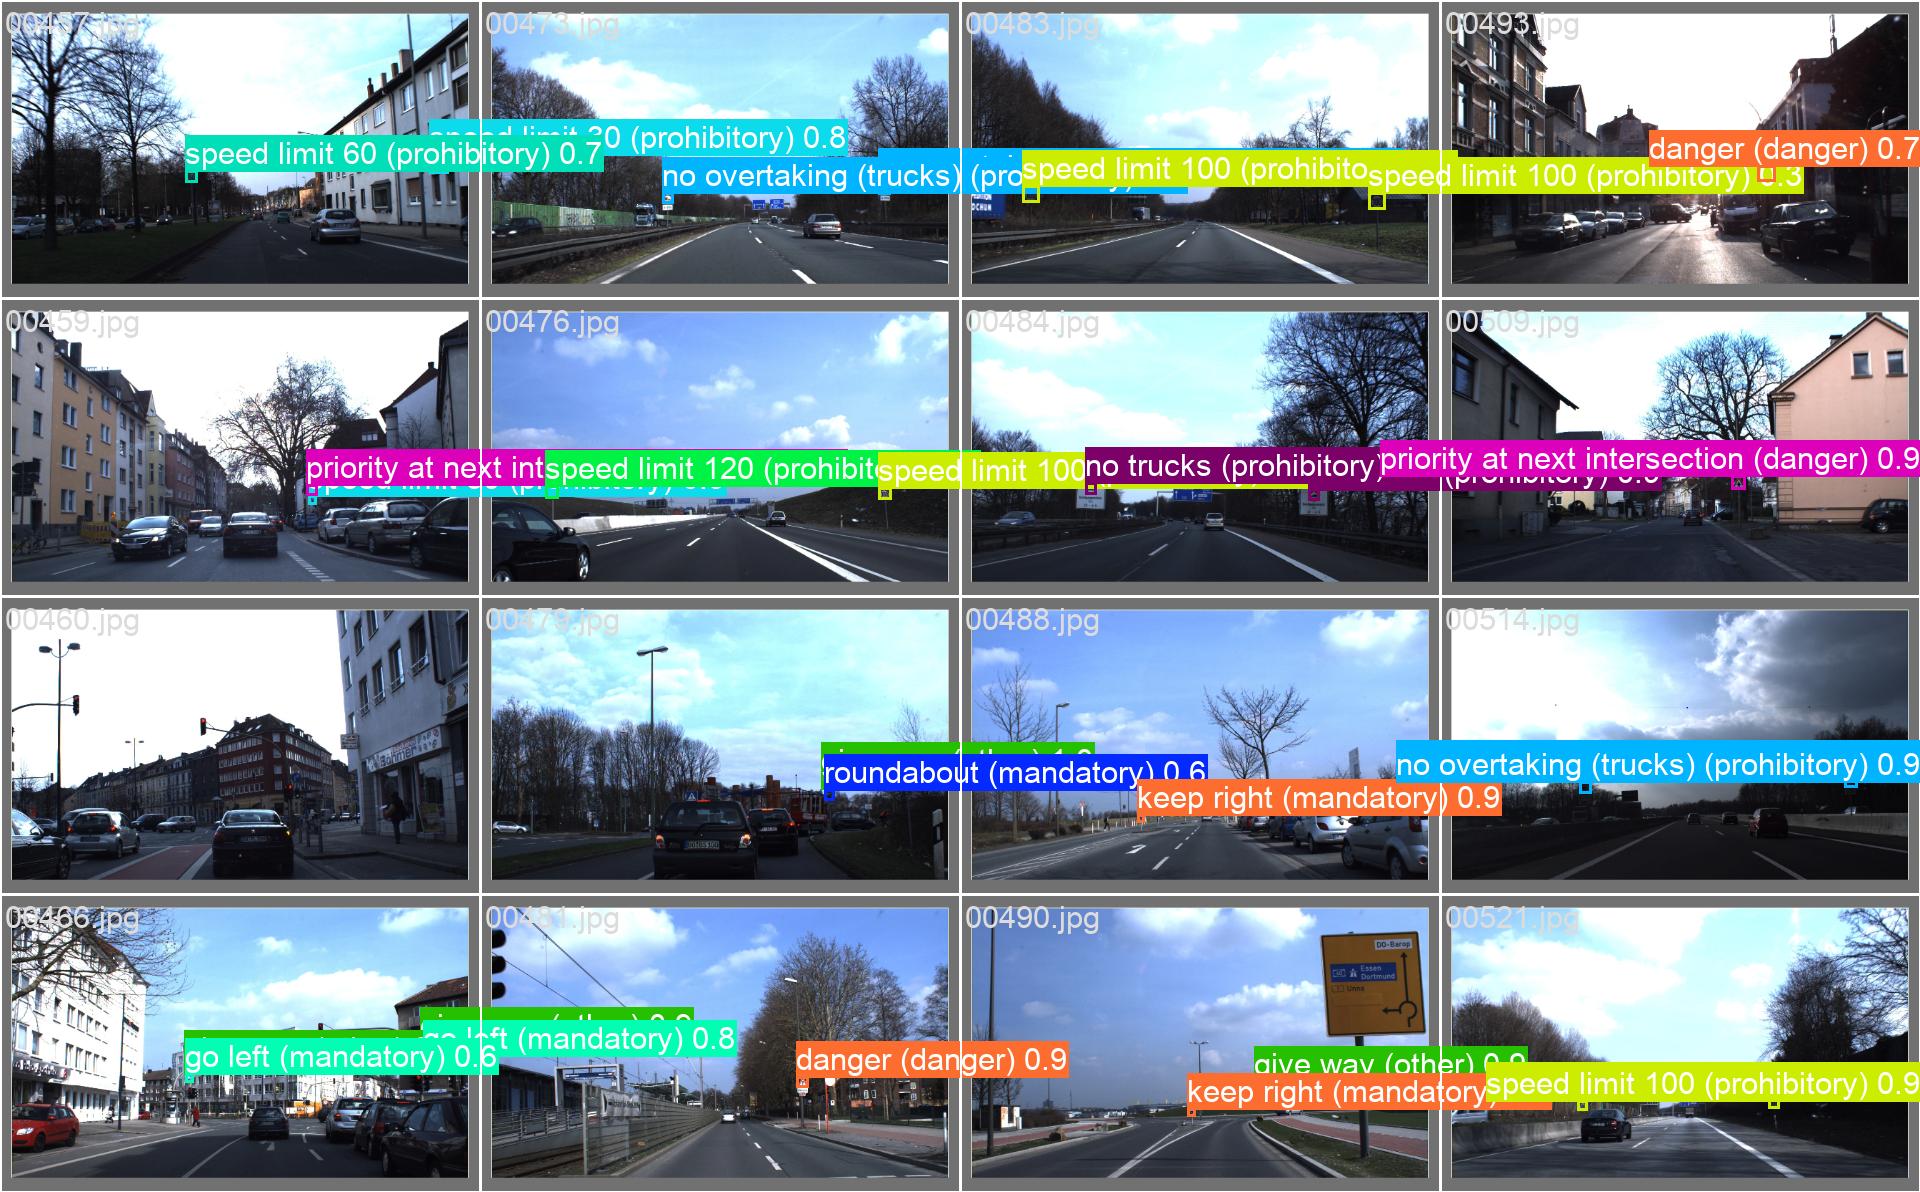 00457.jpg
00473.jpg
00483.jpg
00493.jpg
speed limit 30 (prohibitory) 0.8
speed limit 60 (prohibitory) 0.7
no overtaking (trucks) (pro
speed limit 100 (prohibito
speed limit 100 (prohibitory) 0.3
danger (danger) 0.7
00459.jpg
00476.jpg
00484.jpg
00509.jpg
priority at next int
speed limit 120 (prohibit
speed limit 100
no trucks (prohibitory)
priority at next intersection (danger) 0.9
00460.jpg
00479.jpg
00488.jpg
00514.jpg
roundabout (mandatory) 0.6
keep right (mandatory) 0.9
no overtaking (trucks) (prohibitory) 0.9
00466.jpg
00481.jpg
00490.jpg
00521.jpg
DO-Barop
Essen
Dortmund
Unna
go left (mandatory) 0.6
go left (mandatory) 0.8
danger (danger) 0.9
give way (other) 0.9
keep right (mandatory)
speed limit 100 (prohibitory) 0.9